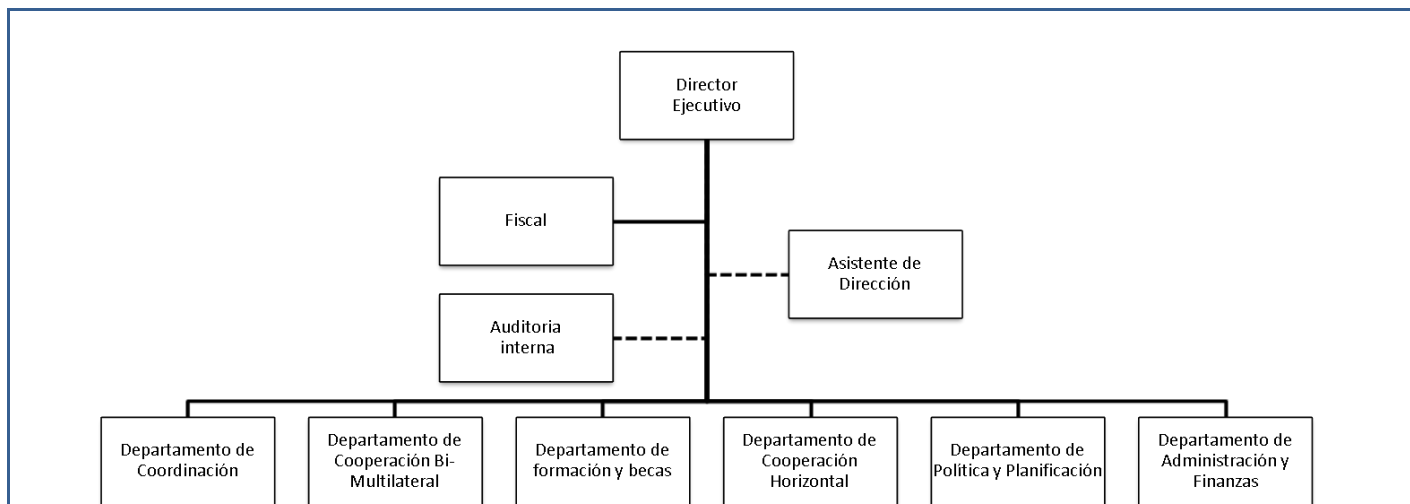 Director
Ejecutivo
Fiscal
Asistente de
Dirección
Auditoria
interna
Departamento de
Coordinación
Departamento de
Cooperación Bi-
Multilateral
Departamento de
formación y becas
Departamento de
Cooperación
Horizontal
Departamento de
Política y Planificación
Departamento de
Administración y
Finanzas